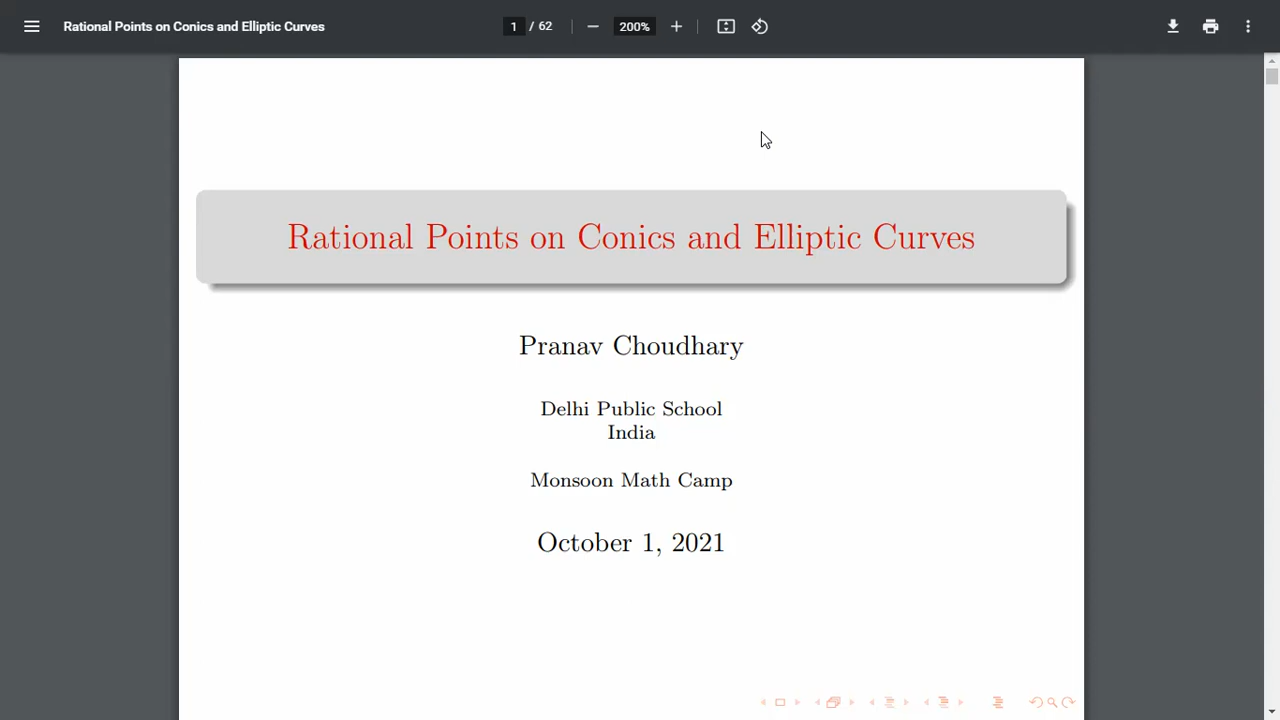 Rational Points on Conics and Elliptic Curves
1 / 62
200%
Rational Points on Conics and Elliptic Curves
Pranav Choudhary
Delhi Public School
India
Monsoon Math Camp
October 1, 2021